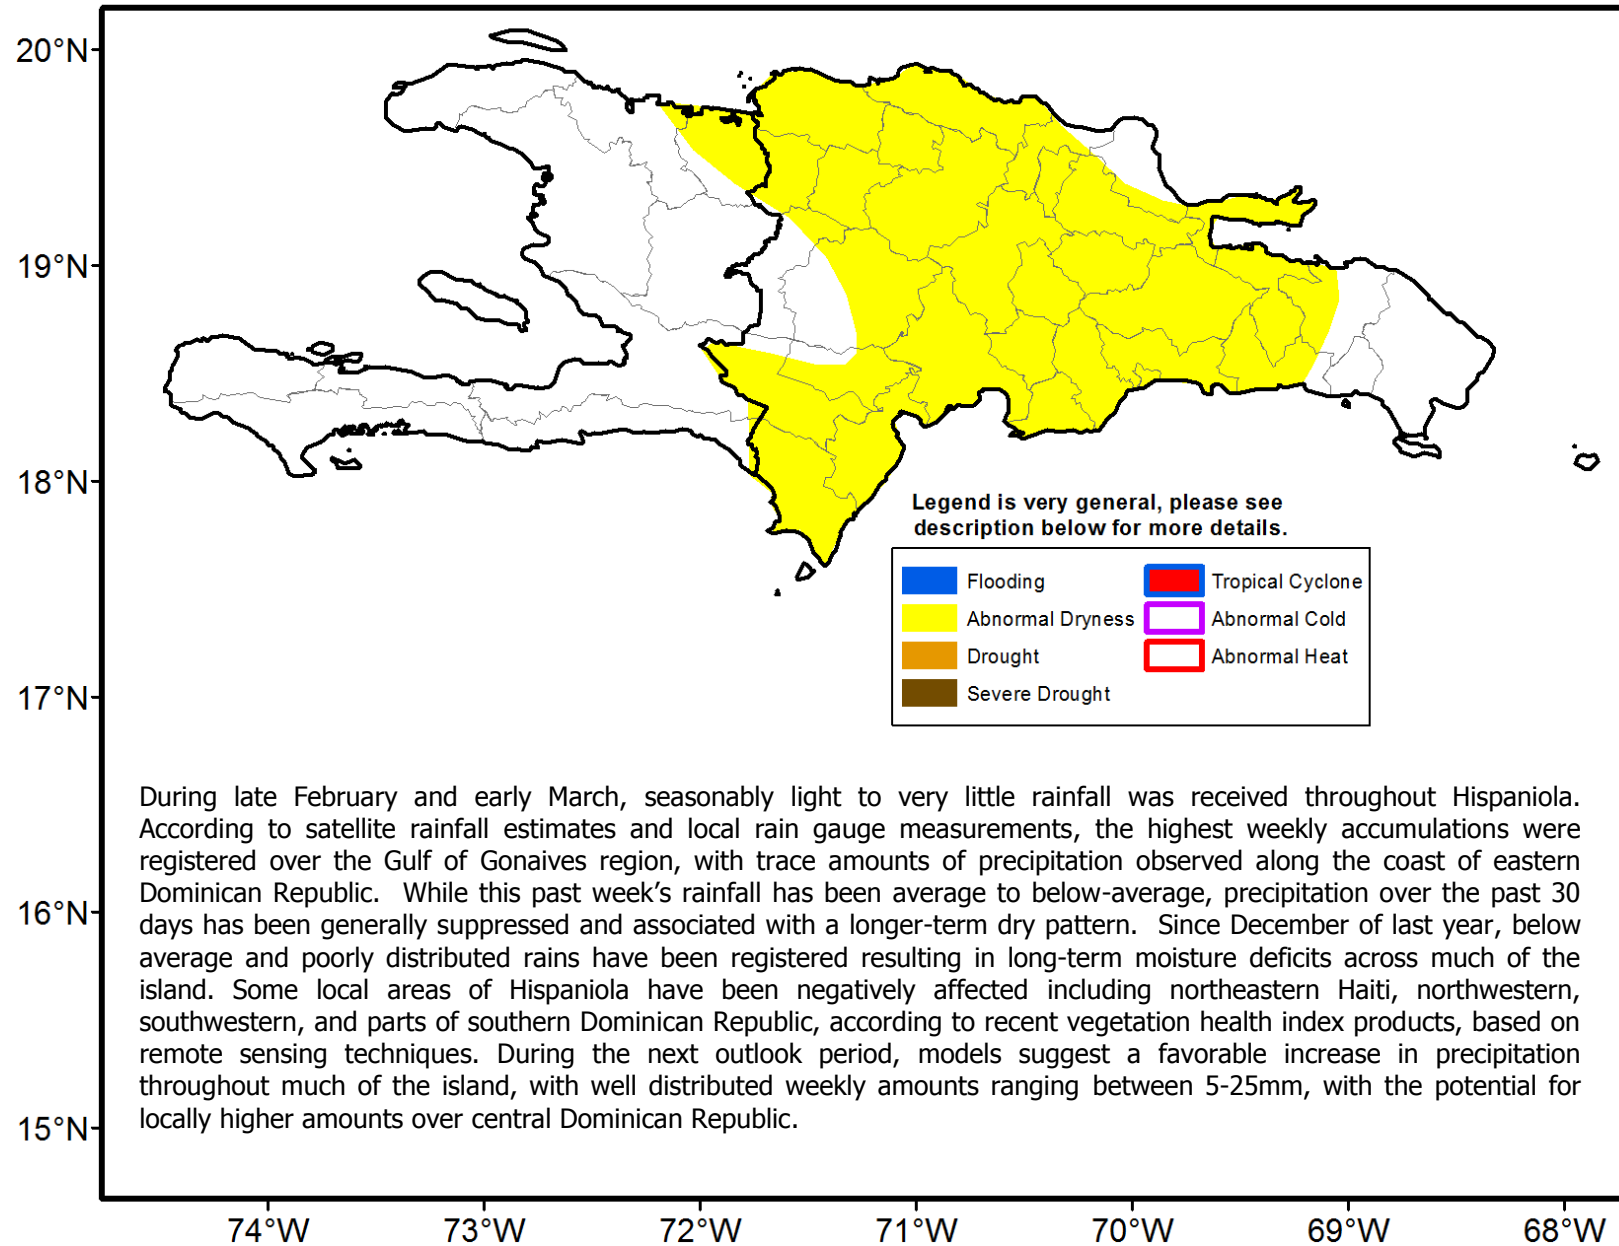 20°N
19°N
18°N
17°N
16°N
15°N
Legend is very general, please see
description below for more details.
Flooding
Tropical Cyclone
Abnormal Dryness
Abnormal Cold
Drought
Abnormal Heat
Severe Drought
During late February and early March, seasonably light to very little rainfall was received throughout Hispaniola.
According to satellite rainfall estimates and local rain gauge measurements, the highest weekly accumulations were
registered over the Gulf of Gonaives region, with trace amounts of precipitation observed along the coast of eastern
Dominican Republic.  While this past week’s rainfall has been average to below-average, precipitation over the past 30
days has been generally suppressed and associated with a longer-term dry pattern.  Since December of last year, below
average and poorly distributed rains have been registered resulting in long-term moisture deficits across much of the
island. Some local areas of Hispaniola have been negatively affected including northeastern Haiti, northwestern,
southwestern, and parts of southern Dominican Republic, according to recent vegetation health index products, based on
remote sensing techniques. During the next outlook period, models suggest a favorable increase in precipitation
throughout much of the island, with well distributed weekly amounts ranging between 5-25mm, with the potential for
locally higher amounts over central Dominican Republic.
74°W 73°W 72°W 71°W 70°W 69°W 68°W